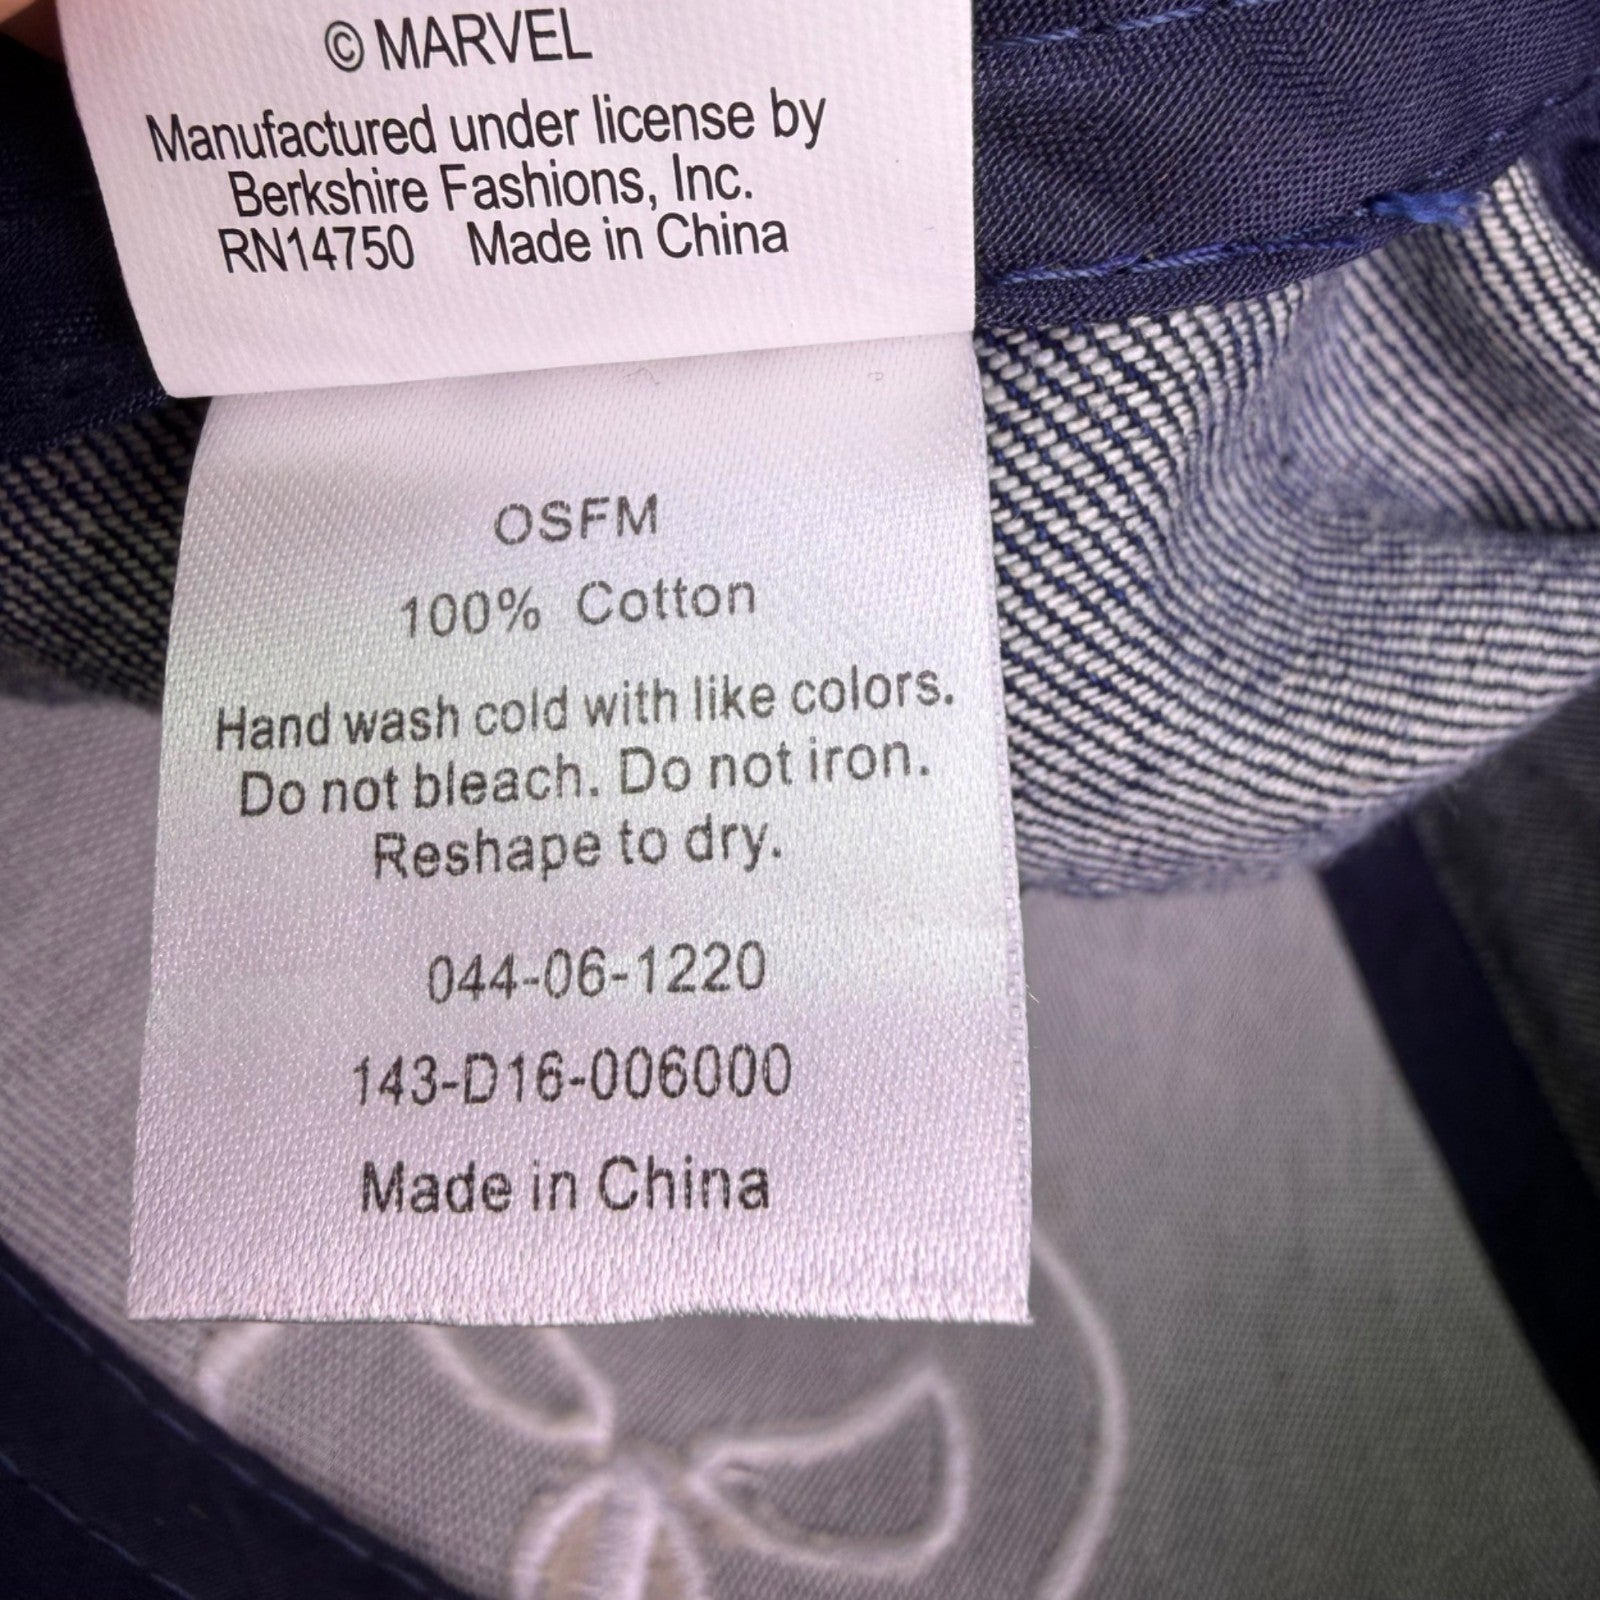 © MARVEL
Manufactured under license by
Berkshire Fashions, Inc.
RN14750 Made in China
OSFM
100% Cotton
Hand wash cold with like colors.
Do not bleach. Do not iron.
Reshape to dry.
044-06-1220
143-D16-006000
Made in China